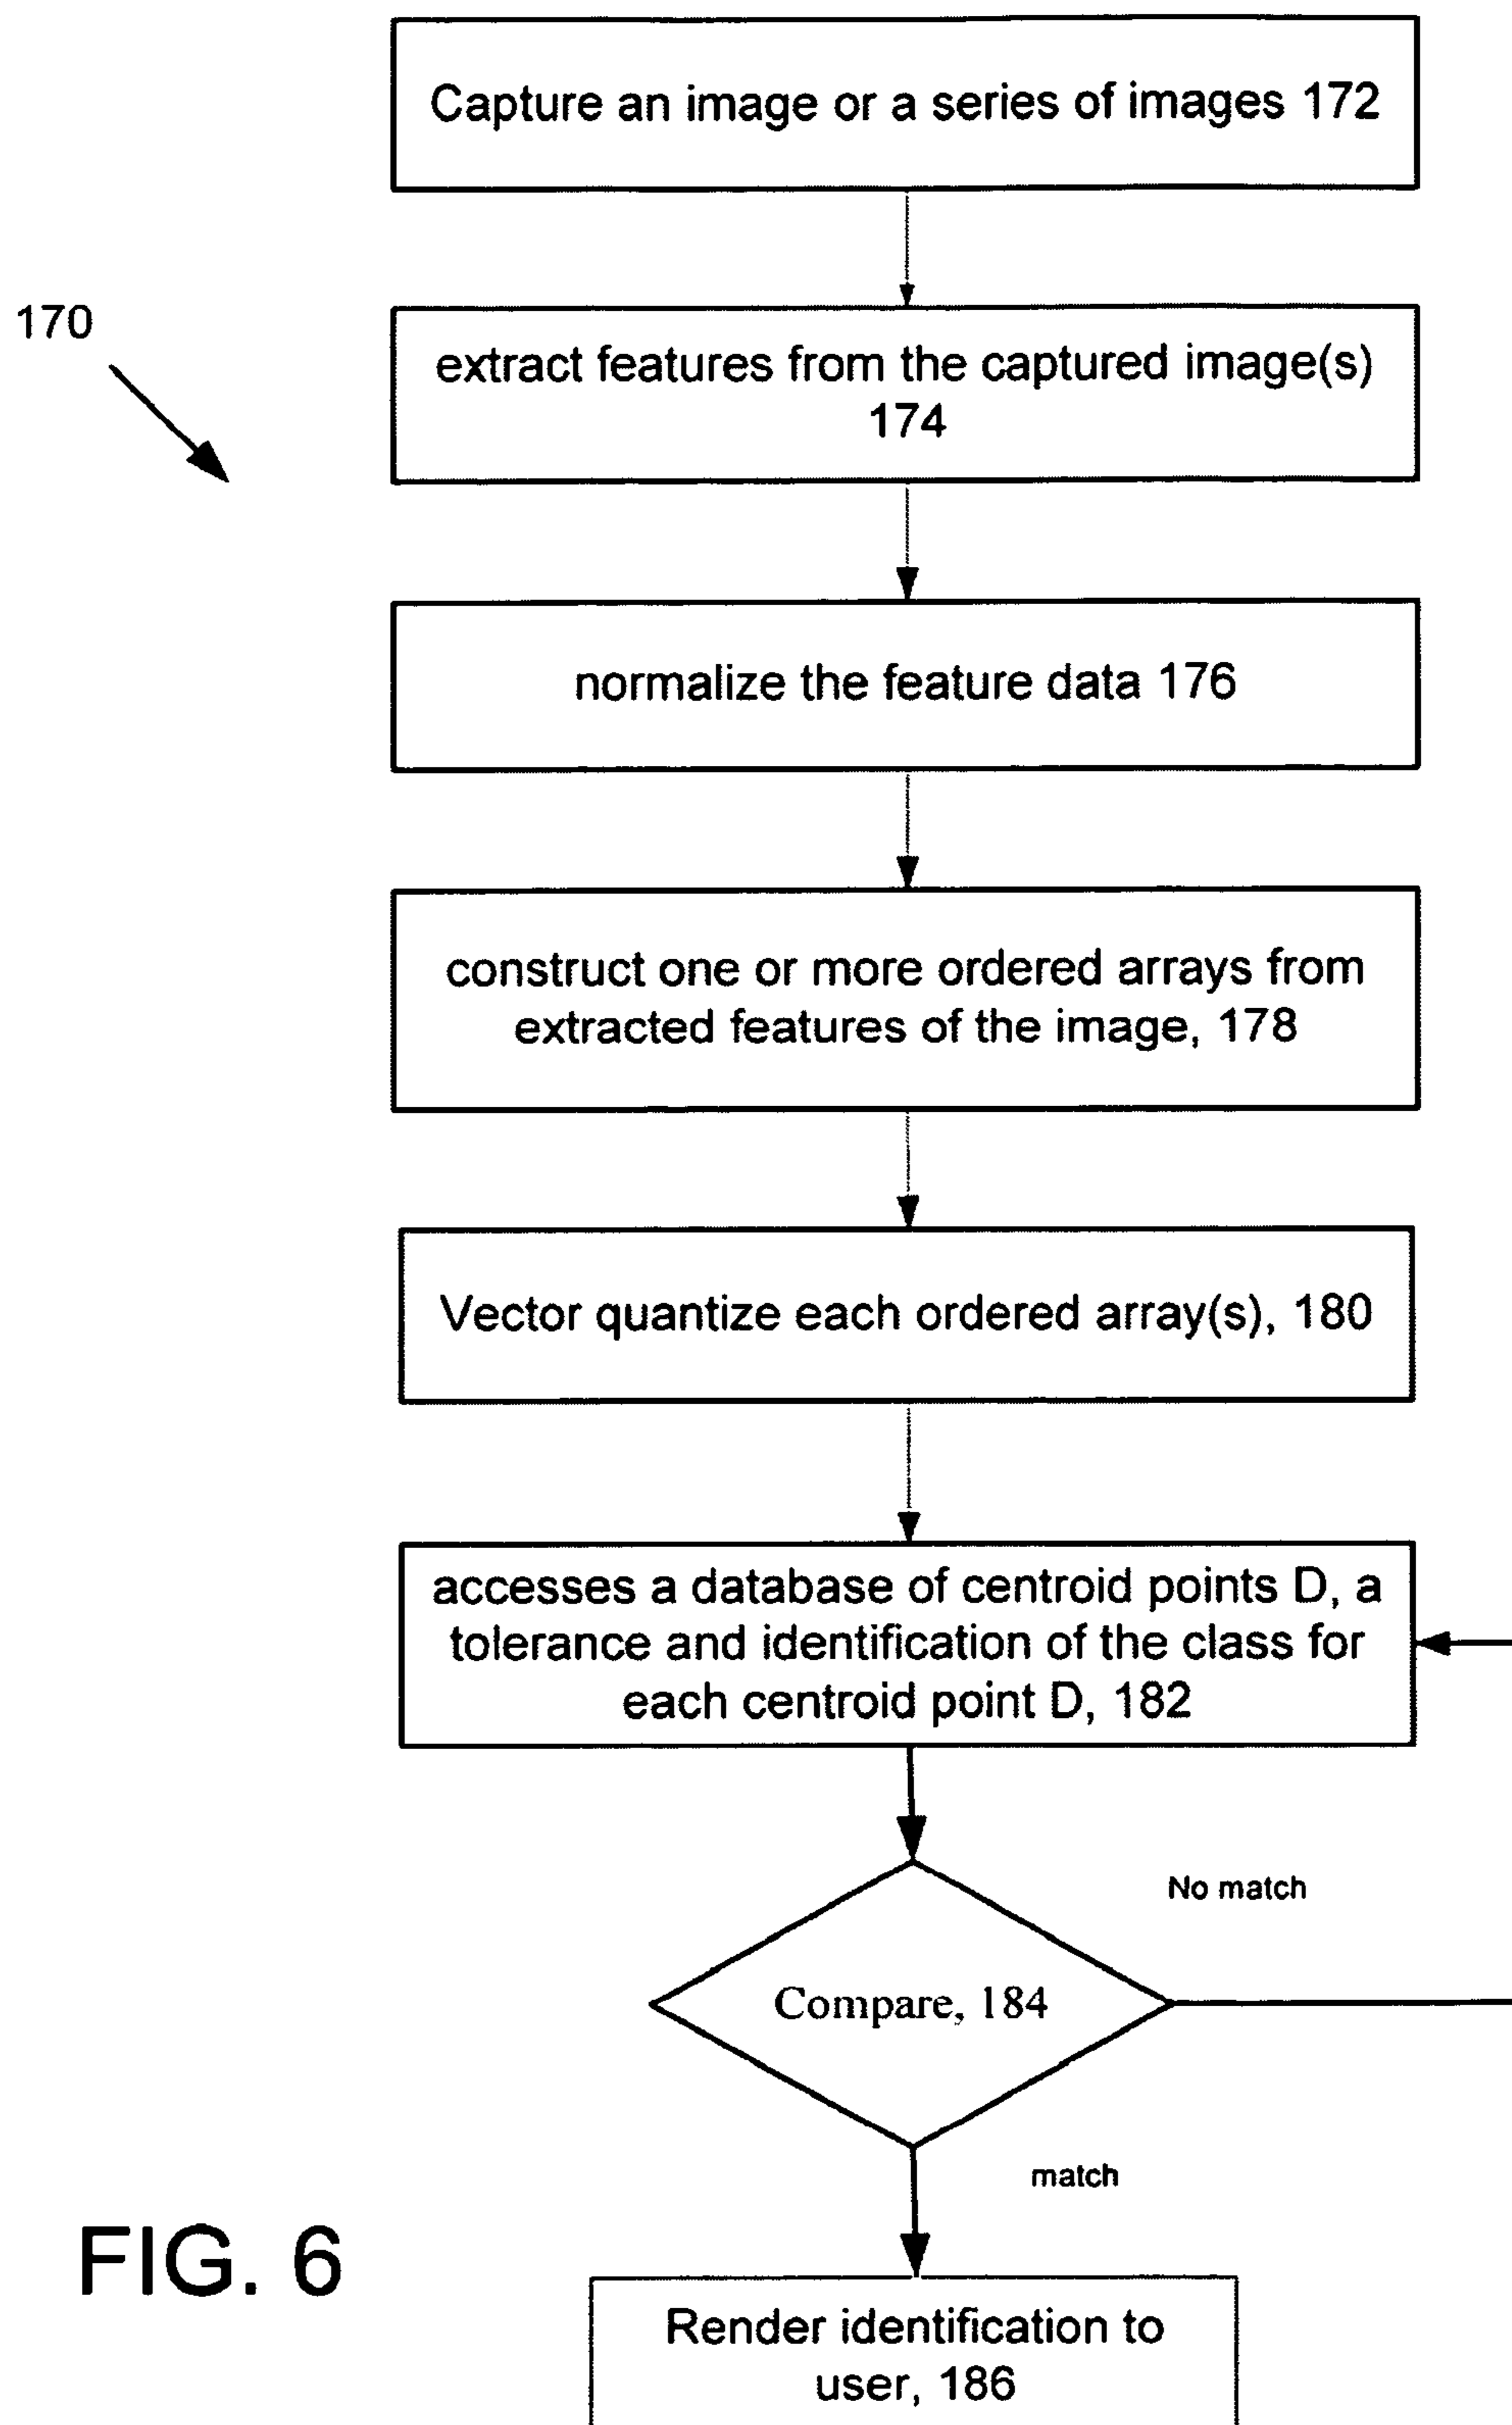 Capture an image or a series of images 172
170
extract features from the captured image(s)
174
normalize the feature data 176
construct one or more ordered arrays from
extracted features of the image, 178
Vector quantize each ordered array(s), 180
accesses a database of centroid points D, a
tolerance and identification of the class for
each centroid point D, 182
No match
Compare, 184
match
FIG. 6
Render identification to
user, 186